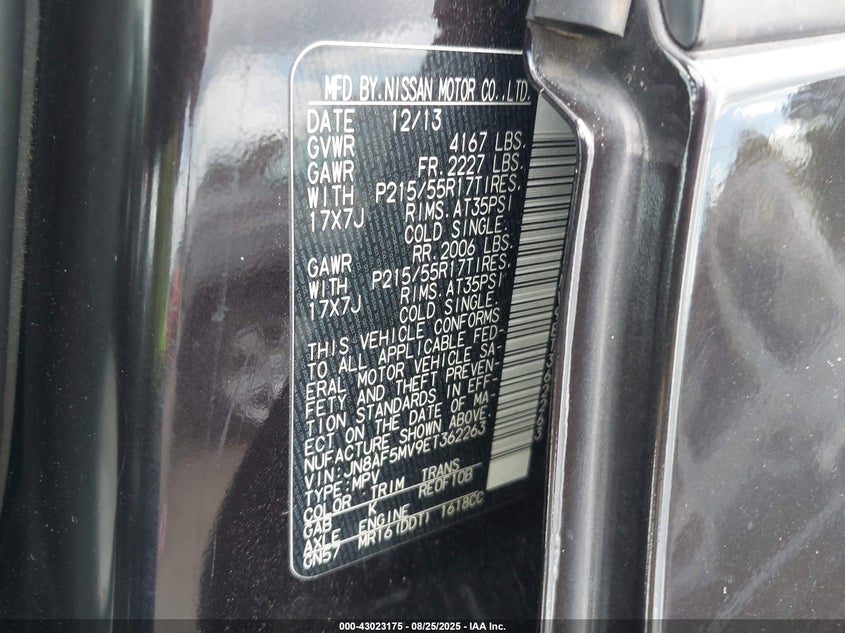 MFD BY.NISSAN MOTOR CO.,LTD.
DATE 12/13
GVWR 4167 LBS.
GAWR FR.2227 LBS.
WITH P215/55R17TIRES.
17X7J RIMS.AT35PSI
COLD SINGLE.
GAWR RR.2006 LBS.
WITH P215/55R17TIRES.
17X7J RIMS.AT35PSI
COLD SINGLE.
THIS VEHICLE CONFORMS
TO ALL APPLICABLE FED-
ERAL MOTOR VEHICLE SA-
FETY AND THEFT PREVEN-
TION STANDARDS IN EFF-
ECT ON THE DATE OF MA-
NUFACTURE SHOWN ABOVE.
VIN:JN8AF5MV9ET362263
TYPE:MPV
COLOR TRIM TRANS
GAB K RE0F10B
AXLE ENGINE
GN57 MR16(DDT) 1618CC
000-43023175 - 08/25/2025 - IAA Inc.